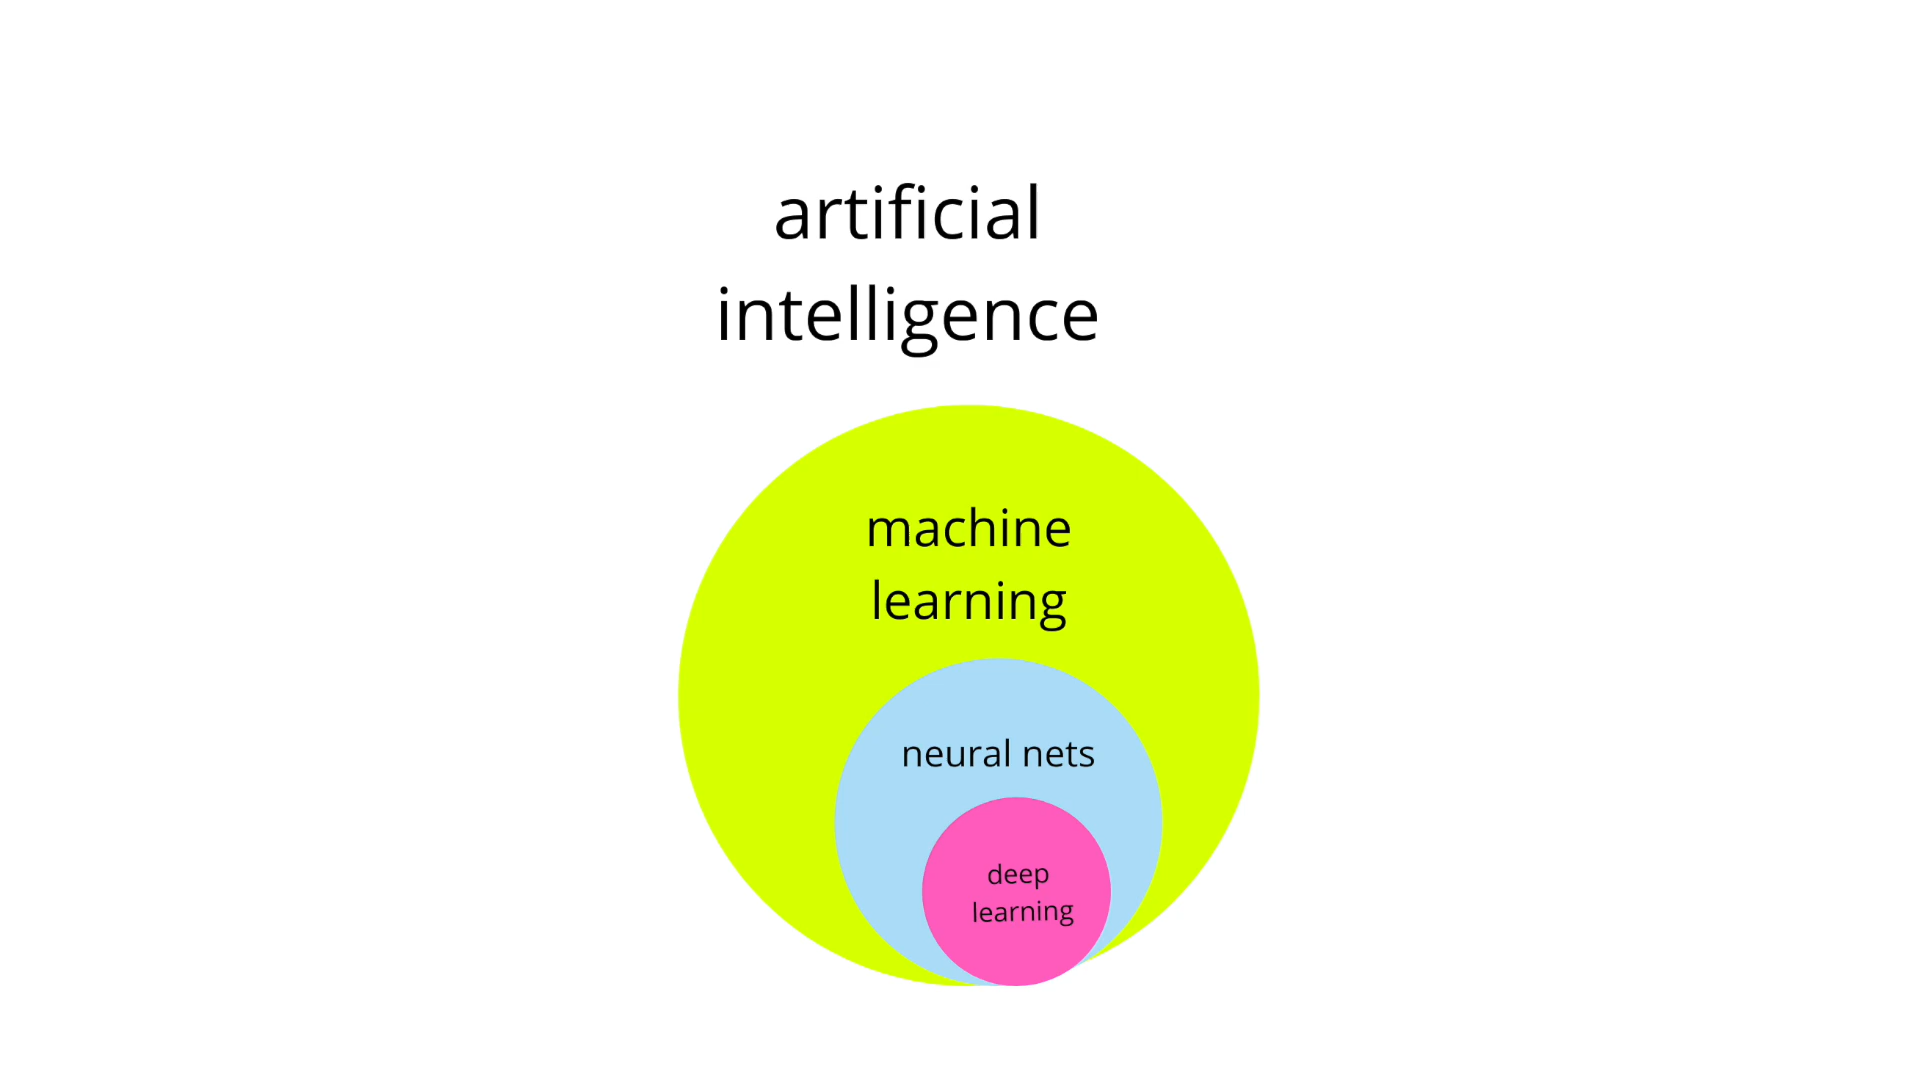 artificial
intelligence
machine
learning
neural nets
deep
learning